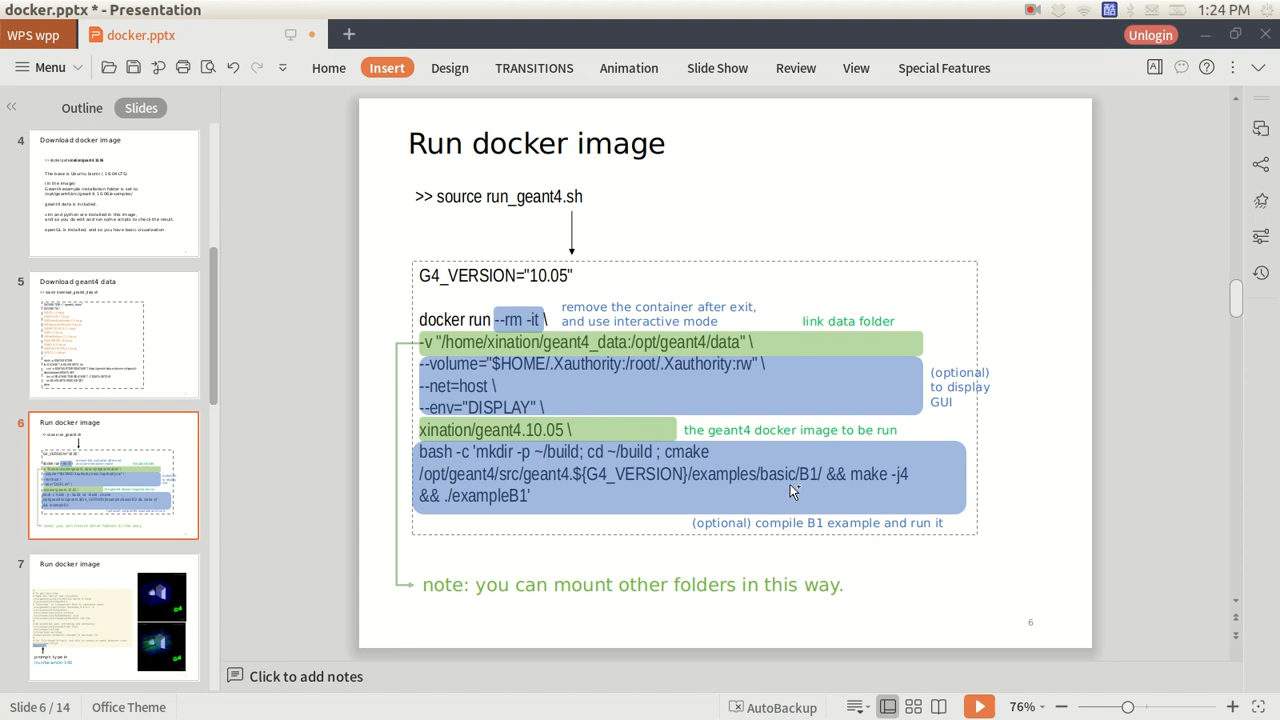 docker.pptx * - Presentation
1:24 PM
WPS wpp
docker.pptx
Unlogin
Menu
Home
Insert
Design
TRANSITIONS
Animation
Slide Show
Review
View
Special Features
Outline
Slides
4
Download docker image
5
Download geant4 data
6
Run docker image
7
Run docker image
Run docker image
>> source run_geant4.sh
G4_VERSION="10.05"
docker run --rm -it \
remove the container after exit,
and use interactive mode
link data folder
-v "/home/xination/geant4_data:/opt/geant4/data" \
--volume="$HOME/.Xauthority:/root/.Xauthority:rw" \
--net=host \
--env="DISPLAY" \
(optional)
to display
GUI
xination/geant4.10.05 \
the geant4 docker image to be run
bash -c 'mkdir -p ~/build; cd ~/build ; cmake
/opt/geant4/src/geant4.${G4_VERSION}/examples/basic/B1/ && make -j4
&& ./exampleB1'
(optional) compile B1 example and run it
note: you can mount other folders in this way.
6
Click to add notes
Slide 6 / 14
Office Theme
AutoBackup
76%